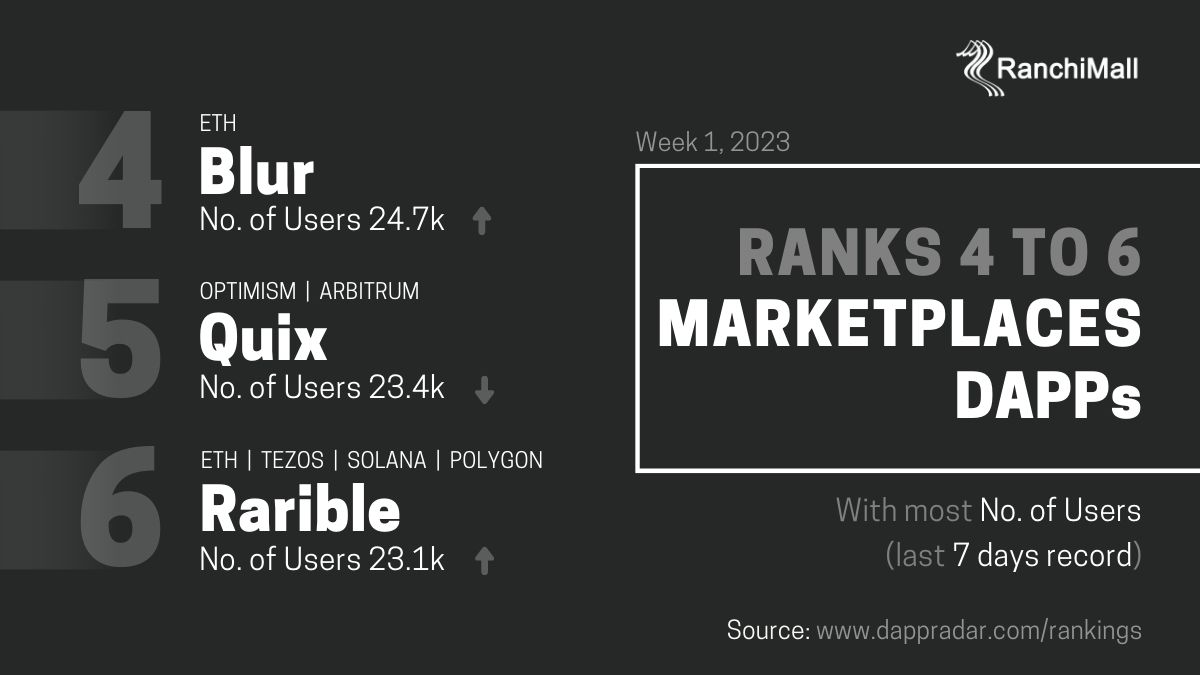 RanchiMall
4
ETH
Blur
No. of Users 24.7k
5
OPTIMISM | ARBITRUM
Quix
No. of Users 23.4k
6
ETH | TEZOS | SOLANA | POLYGON
Rarible
No. of Users 23.1k
Week 1, 2023
RANKS 4 TO 6
MARKETPLACES
DAPPs
With most No. of Users
(last 7 days record)
Source: www.dappradar.com/rankings